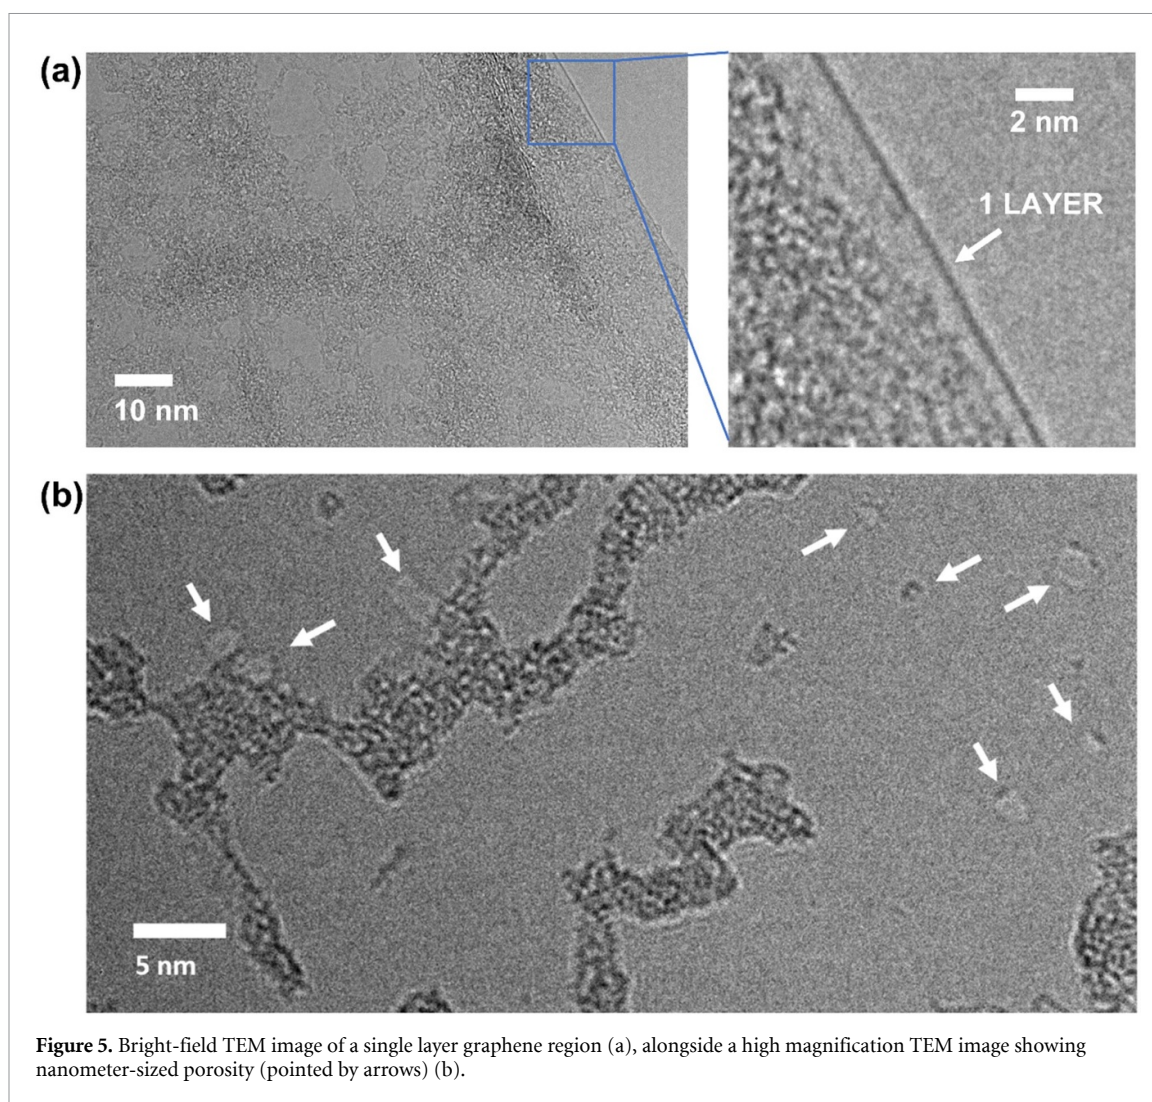 (a)
2 nm
1 LAYER
10 nm
(b)
5 nm
Figure 5. Bright-field TEM image of a single layer graphene region (a), alongside a high magnification TEM image showing
nanometer-sized porosity (pointed by arrows) (b).